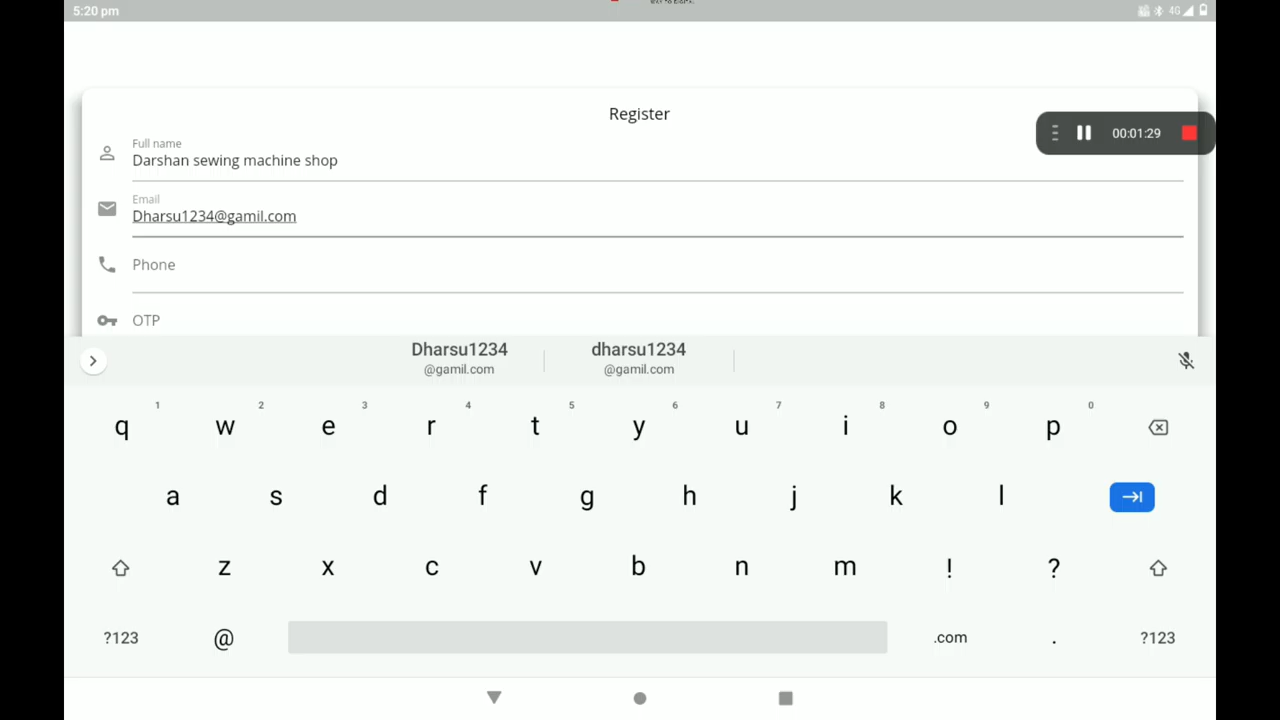 5:20 pm
4G
Register
00:01:29
Full name
Darshan sewing machine shop
Email
Dharsu1234@gamil.com
Phone
OTP
Dharsu1234 dharsu1234
@gamil.com @gamil.com
1 2 3 4 5 6 7 8 9 0
q w e r t y u i o p
a s d f g h j k l
z x c v b n m ! ?
?123 @ .com . ?123